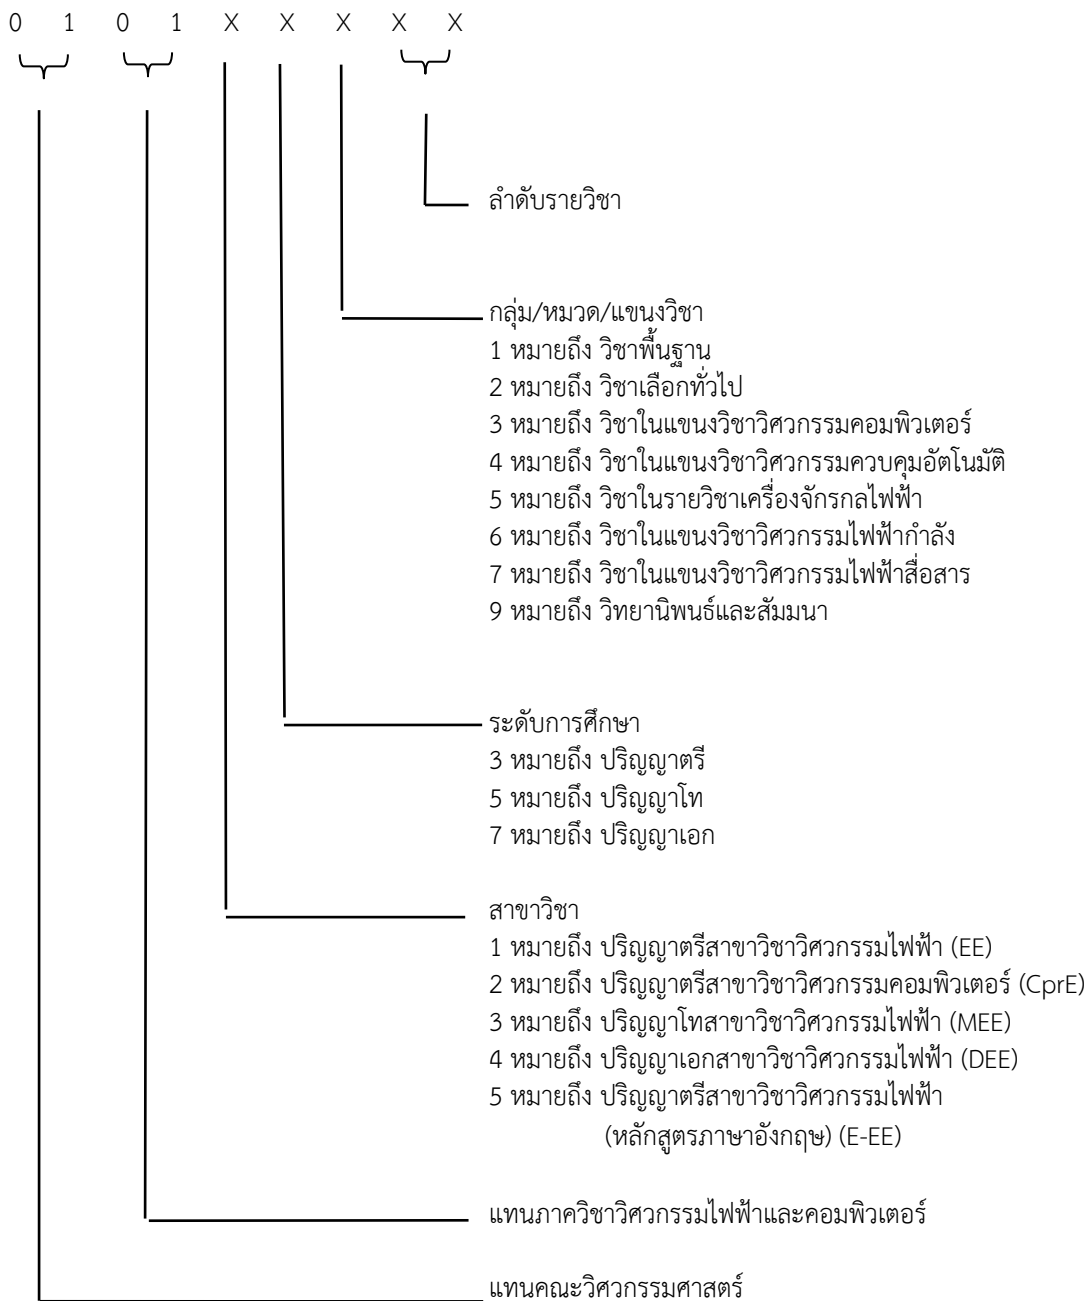 0 1 0 1 X X X X X
ลำดับรายวิชา
กลุ่ม/หมวด/แขนงวิชา
1 หมายถึง วิชาพื้นฐาน
2 หมายถึง วิชาเลือกทั่วไป
3 หมายถึง วิชาในแขนงวิชาวิศวกรรมคอมพิวเตอร์
4 หมายถึง วิชาในแขนงวิชาวิศวกรรมควบคุมอัตโนมัติ
5 หมายถึง วิชาในรายวิชาเครื่องจักรกลไฟฟ้า
6 หมายถึง วิชาในแขนงวิชาวิศวกรรมไฟฟ้ากำลัง
7 หมายถึง วิชาในแขนงวิชาวิศวกรรมไฟฟ้าสื่อสาร
9 หมายถึง วิทยานิพนธ์และสัมมนา
ระดับการศึกษา
3 หมายถึง ปริญญาตรี
5 หมายถึง ปริญญาโท
7 หมายถึง ปริญญาเอก
สาขาวิชา
1 หมายถึง ปริญญาตรีสาขาวิชาวิศวกรรมไฟฟ้า (EE)
2 หมายถึง ปริญญาตรีสาขาวิชาวิศวกรรมคอมพิวเตอร์ (CprE)
3 หมายถึง ปริญญาโทสาขาวิชาวิศวกรรมไฟฟ้า (MEE)
4 หมายถึง ปริญญาเอกสาขาวิชาวิศวกรรมไฟฟ้า (DEE)
5 หมายถึง ปริญญาตรีสาขาวิชาวิศวกรรมไฟฟ้า
(หลักสูตรภาษาอังกฤษ) (E-EE)
แทนภาควิชาวิศวกรรมไฟฟ้าและคอมพิวเตอร์
แทนคณะวิศวกรรมศาสตร์